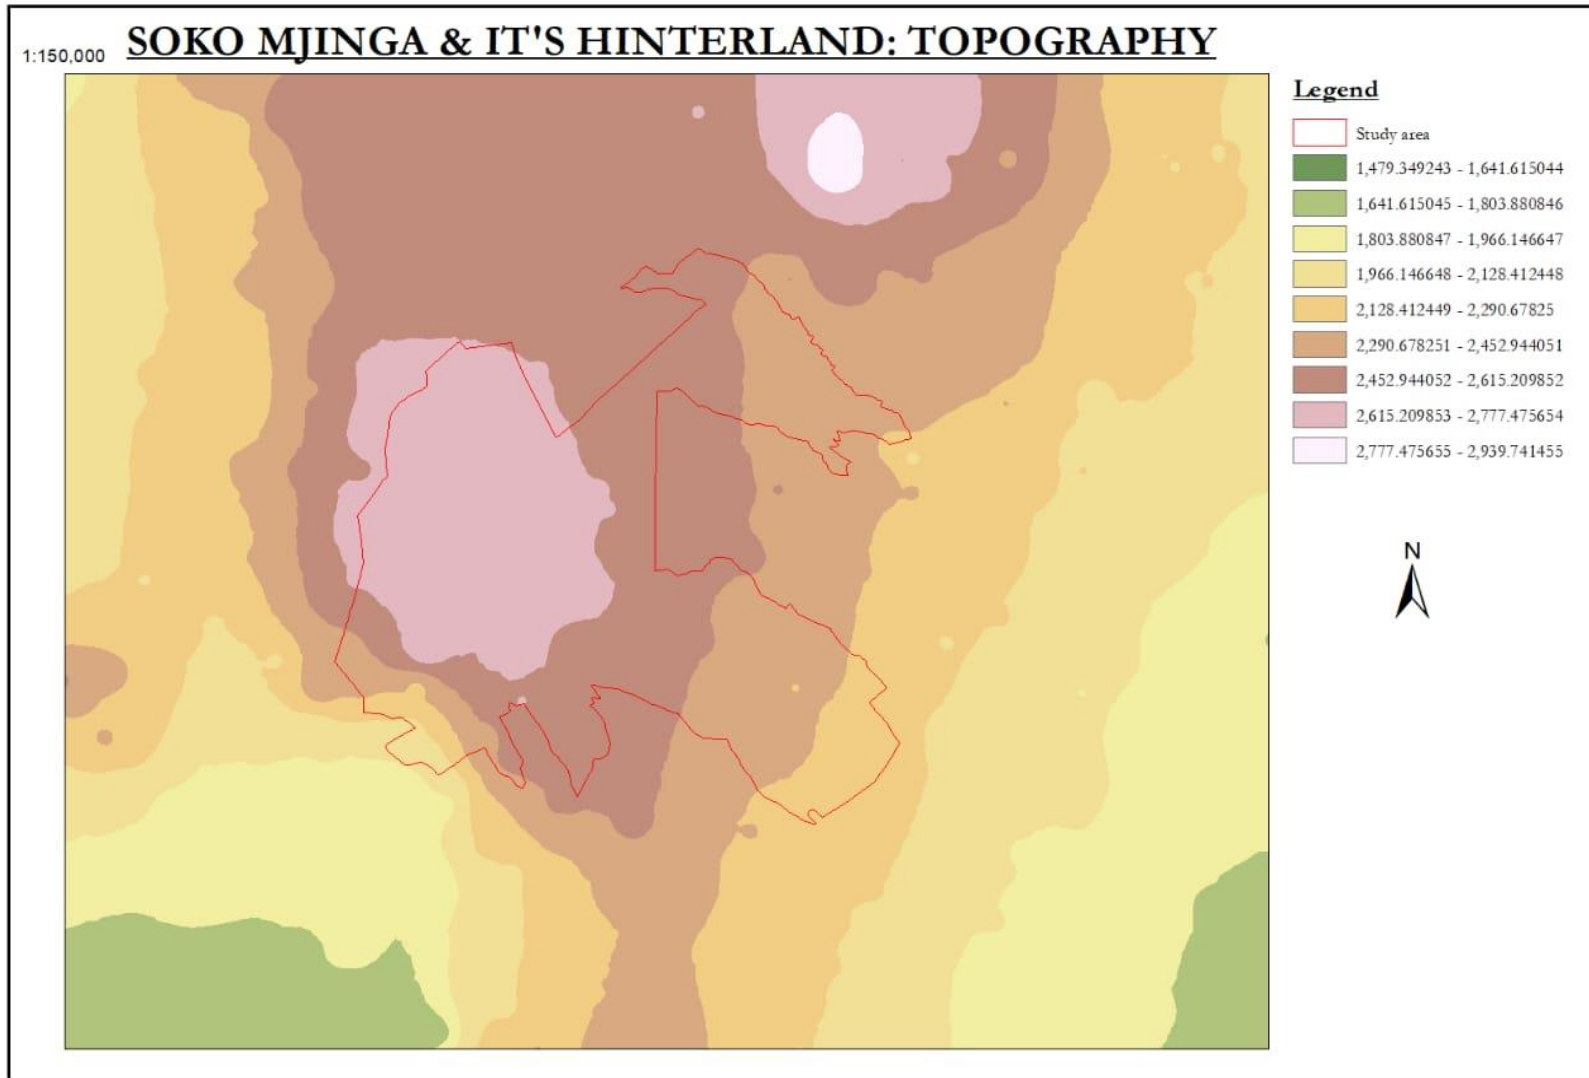 SOKO MJINGA & IT'S HINTERLAND: TOPOGRAPHY
1:150,000
Legend
Study area
1,479.349243 - 1,641.615044
1,641.615045 - 1,803.880846
1,803.880847 - 1,966.146647
1,966.146648 - 2,128.412448
2,128.412449 - 2,290.67825
2,290.678251 - 2,452.944051
2,452.944052 - 2,615.209852
2,615.209853 - 2,777.475654
2,777.475655 - 2,939.741455
N